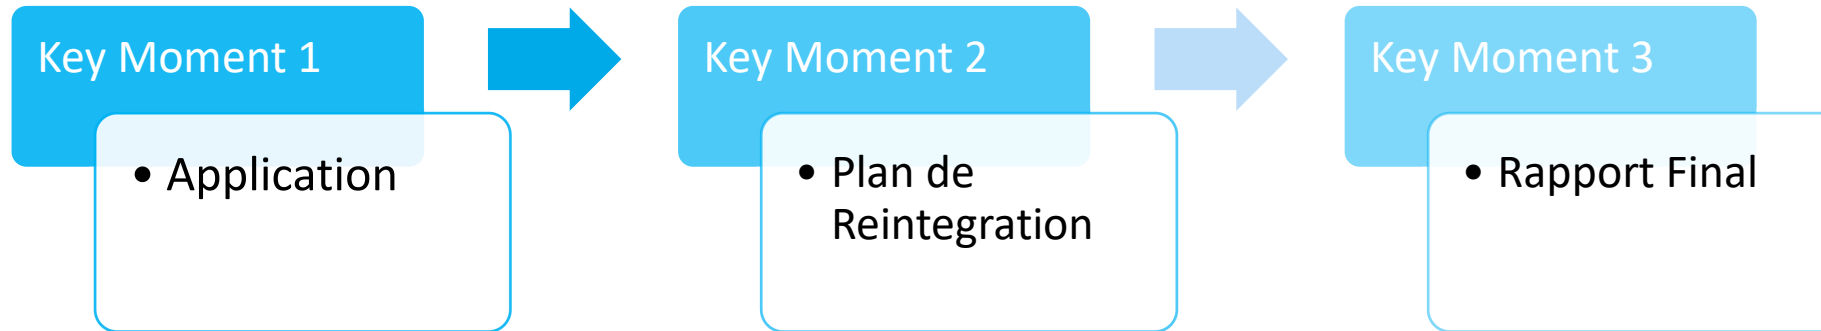 Key Moment 1
• Application
Key Moment 2
• Plan de
Reintegration
Key Moment 3
• Rapport Final